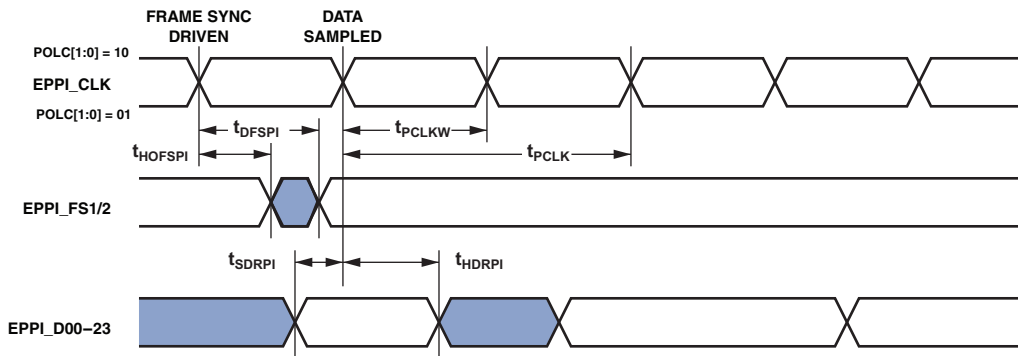 FRAME SYNC
DRIVEN
DATA
SAMPLED
POLC[1:0] = 10
EPPI_CLK
POLC[1:0] = 01
tDFSPI
tPCLKW
tHOFSPI
tPCLK
EPPI_FS1/2
tSDRPI
tHDRPI
EPPI_D00–23